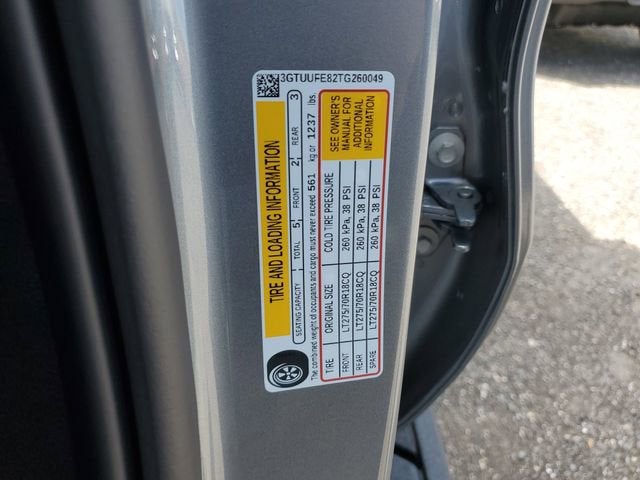 3GTUUFE82TG260049
TIRE AND LOADING INFORMATION
SEATING CAPACITY TOTAL 5 FRONT 2 REAR 3
The combined weight of occupants and cargo must never exceed 561 kg or 1237 lbs.
TIRE ORIGINAL SIZE COLD TIRE PRESSURE
FRONT LT275/70R18CQ 260 kPa, 38 PSI
REAR LT275/70R18CQ 260 kPa, 38 PSI
SPARE LT275/70R18CQ 260 kPa, 38 PSI
SEE OWNER'S
MANUAL FOR
ADDITIONAL
INFORMATION